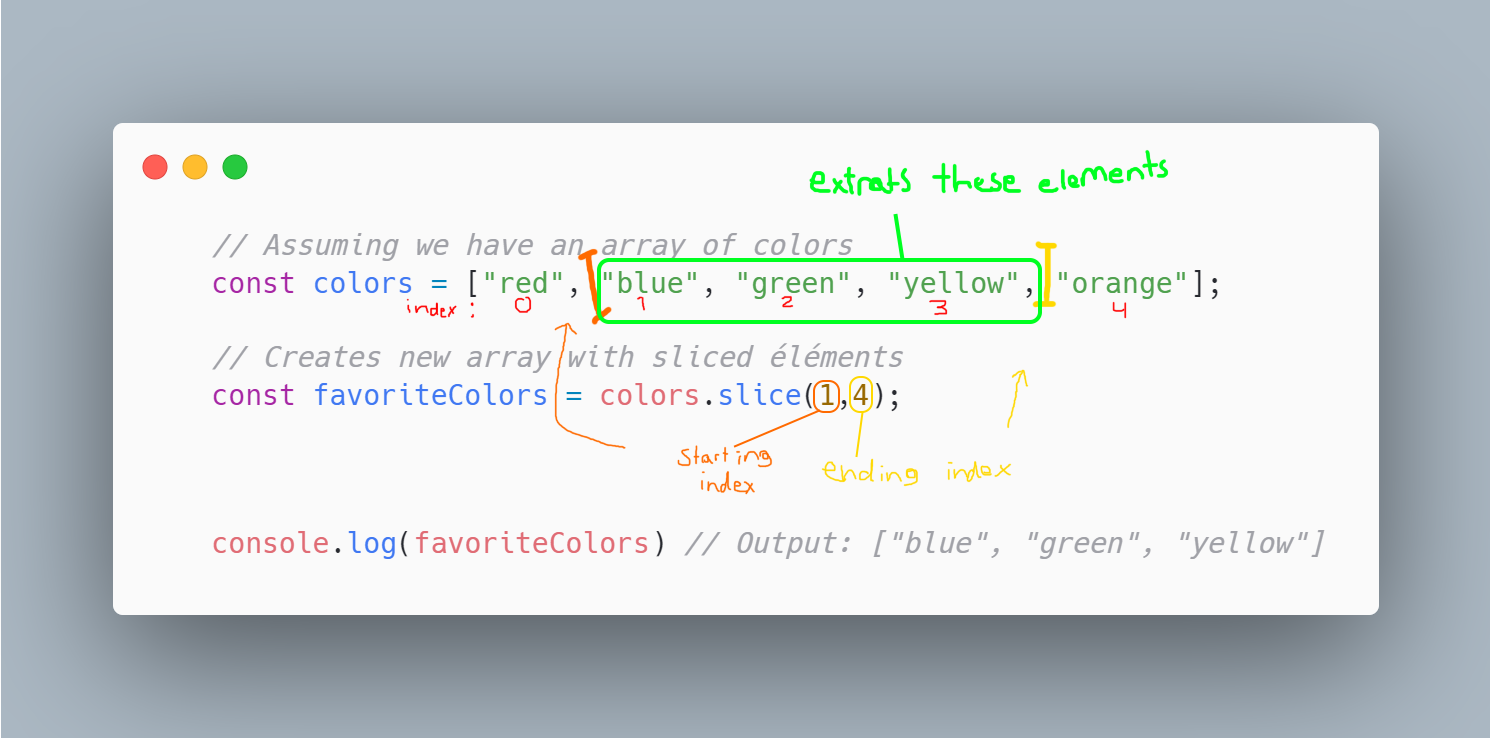 extrats these elements
// Assuming we have an array of colors
const colors = ["red", "blue", "green", "yellow", "orange"];
index: 0 1 2 3 4
// Creates new array with sliced éléments
const favoriteColors = colors.slice(1,4);
starting
index
ending index
console.log(favoriteColors) // Output: ["blue", "green", "yellow"]